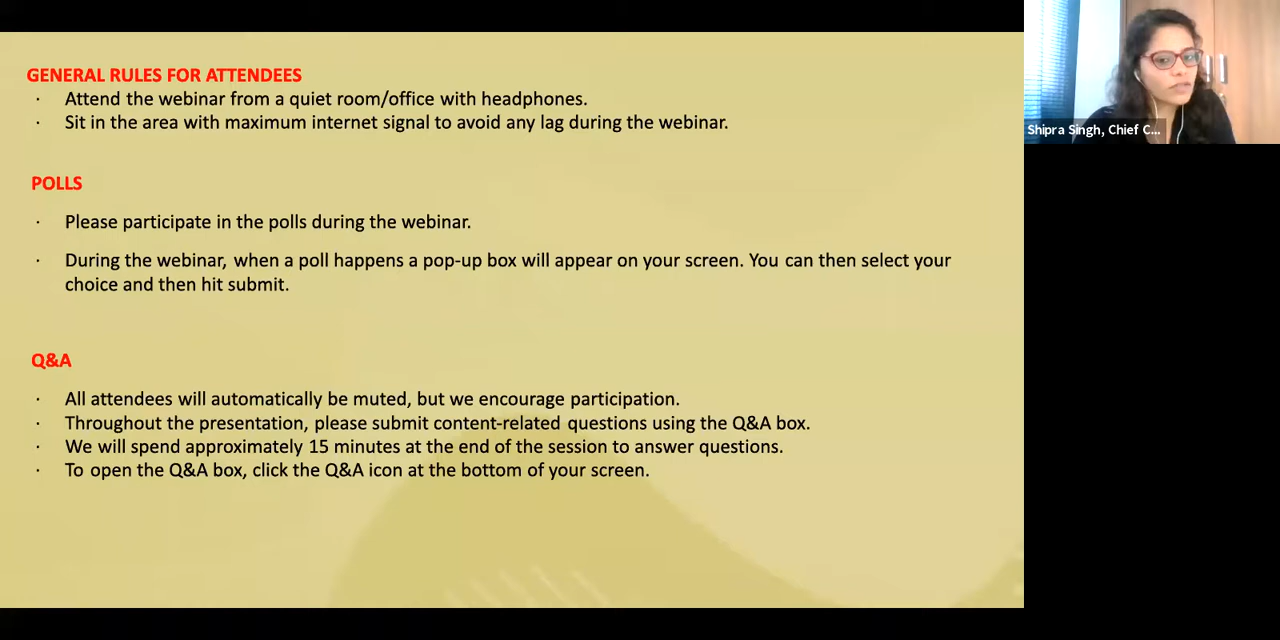 GENERAL RULES FOR ATTENDEES
· Attend the webinar from a quiet room/office with headphones.
· Sit in the area with maximum internet signal to avoid any lag during the webinar.
POLLS
· Please participate in the polls during the webinar.
· During the webinar, when a poll happens a pop-up box will appear on your screen. You can then select your
choice and then hit submit.
Q&A
· All attendees will automatically be muted, but we encourage participation.
· Throughout the presentation, please submit content-related questions using the Q&A box.
· We will spend approximately 15 minutes at the end of the session to answer questions.
· To open the Q&A box, click the Q&A icon at the bottom of your screen.
Shipra Singh, Chief C...